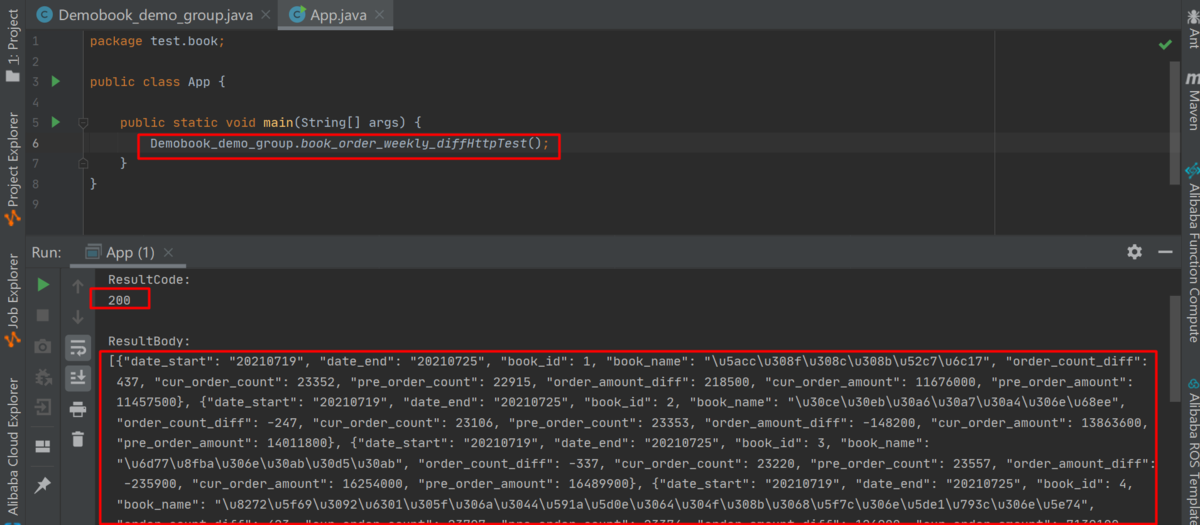 Demobook_demo_group.java
App.java
1: Project
Project Explorer
Job Explorer
Alibaba Cloud Explorer
1 package test.book;
2
3 public class App {
4
5 public static void main(String[] args) {
6 Demobook_demo_group.book_order_weekly_diffHttpTest();
7 }
8 }
9
Ant
Maven
Alibaba Function Compute
Alibaba ROS Templat
Run: App (1)
ResultCode:
200
ResultBody:
[{"date_start": "20210719", "date_end": "20210725", "book_id": 1, "book_name": "\u5acc\u308f\u308c\u308b\u52c7\u6c17", "order_count_diff":
437, "cur_order_count": 23352, "pre_order_count": 22915, "order_amount_diff": 218500, "cur_order_amount": 11676000, "pre_order_amount":
11457500}, {"date_start": "20210719", "date_end": "20210725", "book_id": 2, "book_name": "\u30ce\u30eb\u30a6\u30a7\u30a4\u306e\u68ee",
"order_count_diff": -247, "cur_order_count": 23106, "pre_order_count": 23353, "order_amount_diff": -148200, "cur_order_amount": 13863600,
"pre_order_amount": 14011800}, {"date_start": "20210719", "date_end": "20210725", "book_id": 3, "book_name":
"\u6d77\u8fba\u306e\u30ab\u30d5\u30ab", "order_count_diff": -337, "cur_order_count": 23220, "pre_order_count": 23557, "order_amount_diff":
-235900, "cur_order_amount": 16254000, "pre_order_amount": 16489900}, {"date_start": "20210719", "date_end": "20210725", "book_id": 4,
"book_name": "\u8272\u5f69\u3092\u6301\u305f\u306a\u3044\u591a\u5d0e\u3064\u304f\u308b\u3068\u5f7c\u306e\u5de1\u793c\u306e\u5e74",